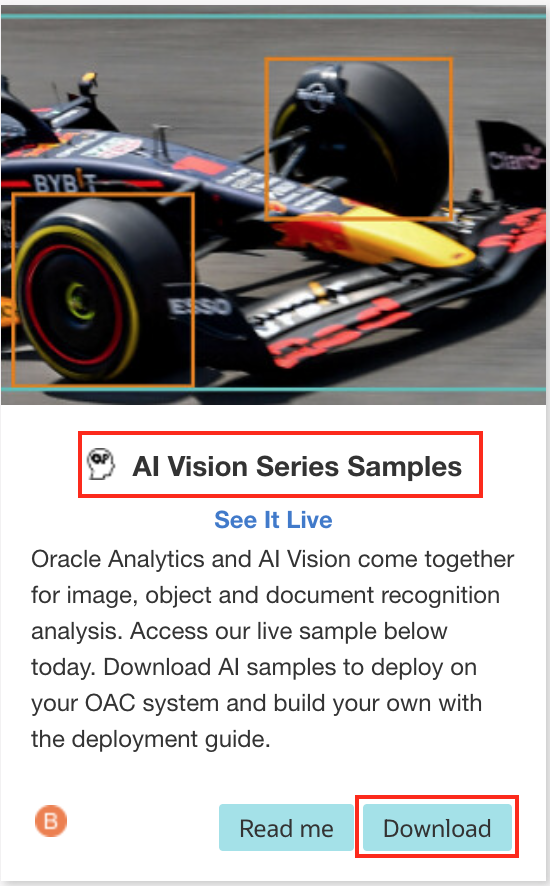 Claro
BYBIT
ESSO
Red
AI Vision Series Samples
See It Live
Oracle Analytics and AI Vision come together
for image, object and document recognition
analysis. Access our live sample below
today. Download AI samples to deploy on
your OAC system and build your own with
the deployment guide.
B
Read me
Download